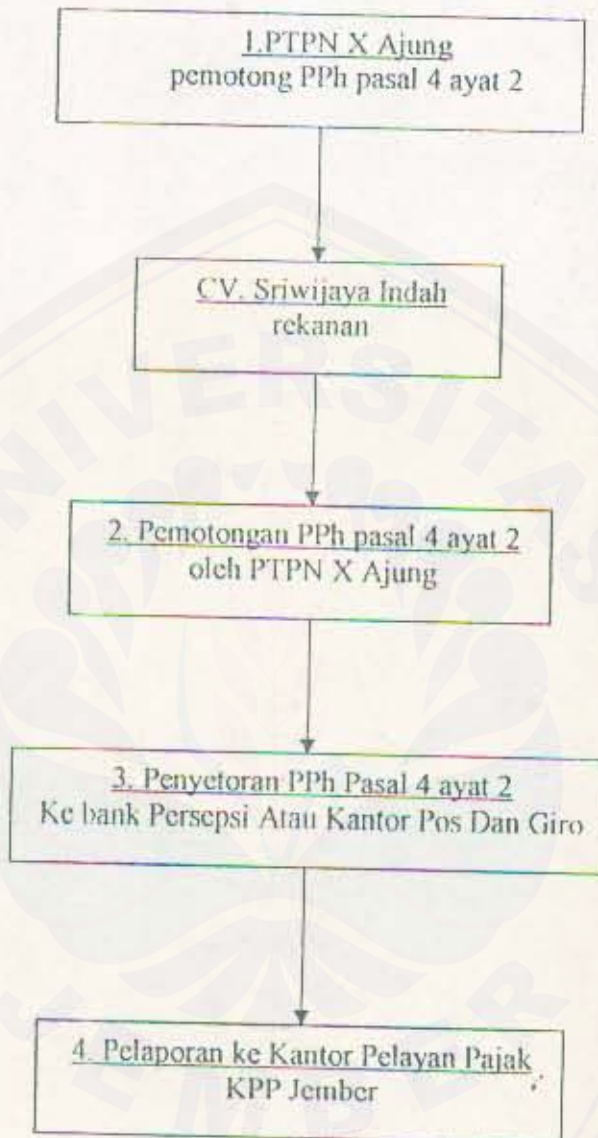 1.PTPN X Ajung
pemotong PPh pasal 4 ayat 2
CV. Sriwijaya Indah
rekanan
2. Pemotongan PPh pasal 4 ayat 2
oleh PTPN X Ajung
3. Penyetoran PPh Pasal 4 ayat 2
Ke bank Persepsi Atau Kantor Pos Dan Giro
4. Pelaporan ke Kantor Pelayan Pajak
KPP Jember
UNIVERSITAS
JEMBER